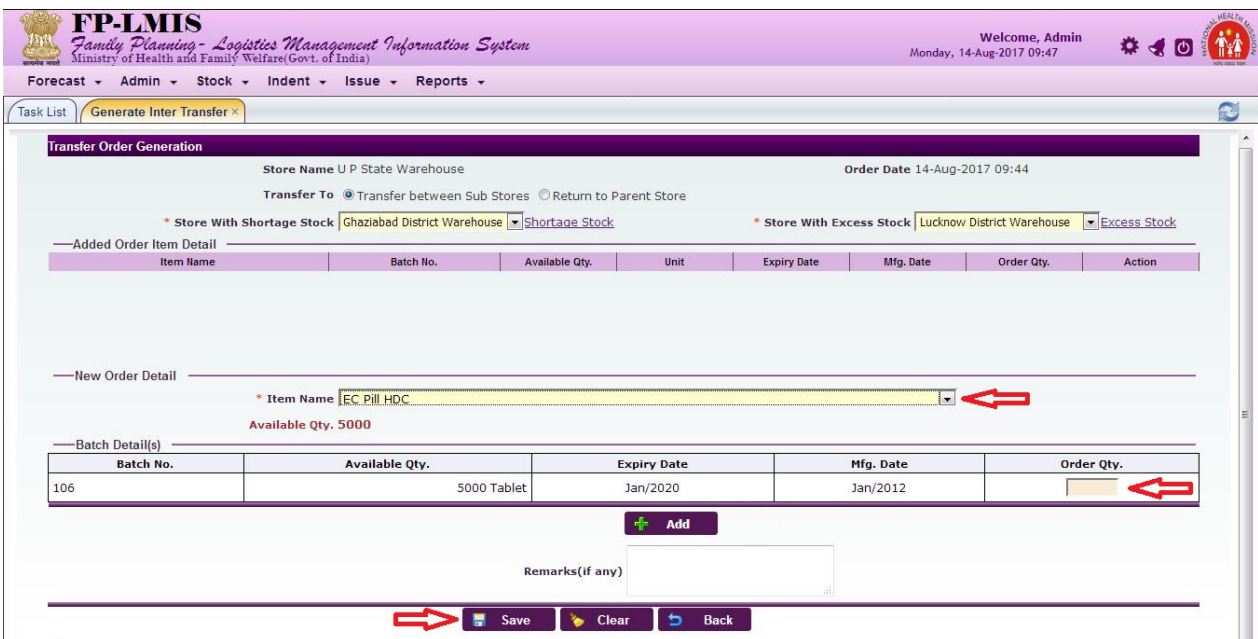 FP-LMIS
Family Planning - Logistics Management Information System
Ministry of Health and Family Welfare(Govt. of India)
सत्यमेव जयते
Welcome, Admin
Monday, 14-Aug-2017 09:47
NATIONAL HEALTH MISSION
Forecast Admin Stock Indent Issue Reports
Task List Generate Inter Transfer ×
Transfer Order Generation
Store Name U P State Warehouse Order Date 14-Aug-2017 09:44
Transfer To Transfer between Sub Stores Return to Parent Store
* Store With Shortage Stock Ghaziabad District Warehouse Shortage Stock * Store With Excess Stock Lucknow District Warehouse Excess Stock
Added Order Item Detail
Item Name Batch No. Available Qty. Unit Expiry Date Mfg. Date Order Qty. Action
New Order Detail
* Item Name EC Pill HDC
Available Qty. 5000
Batch Detail(s)
Batch No. Available Qty. Expiry Date Mfg. Date Order Qty.
106 5000 Tablet Jan/2020 Jan/2012
Add
Remarks(if any)
Save Clear Back